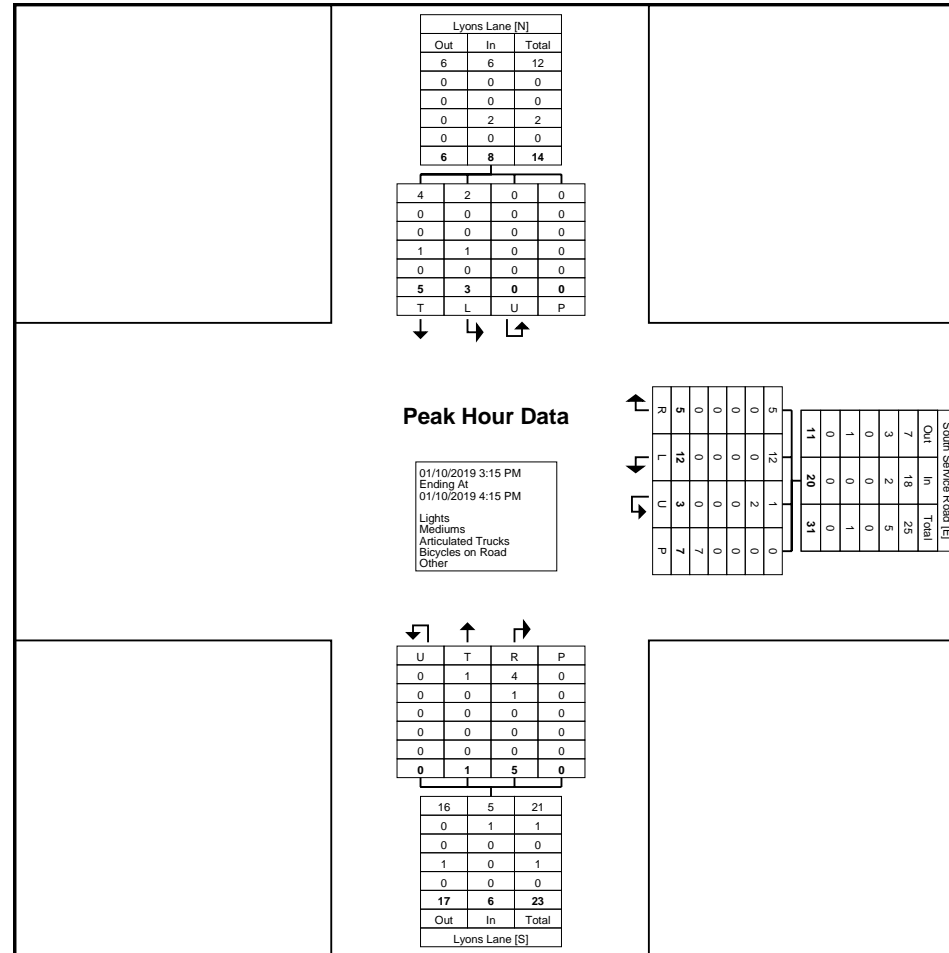 Lyons Lane [N]
Out In Total
6 6 12
0 0 0
0 0 0
0 2 2
0 0 0
6 8 14
4 2 0 0
0 0 0 0
0 0 0 0
1 1 0 0
0 0 0 0
5 3 0 0
T L U P
Peak Hour Data
01/10/2019 3:15 PM
Ending At
01/10/2019 4:15 PM
Lights
Mediums
Articulated Trucks
Bicycles on Road
Other
R 5 0 0 0 0 5
L 12 0 0 0 0 12
U 3 0 0 0 2 1
P 7 7 0 0 0 0
South Service Road [E]
Out In Total
7 18 25
3 2 5
0 0 0
1 0 1
0 0 0
11 20 31
U T R P
0 1 4 0
0 0 1 0
0 0 0 0
0 0 0 0
0 0 0 0
0 1 5 0
16 5 21
0 1 1
0 0 0
1 0 1
0 0 0
17 6 23
Out In Total
Lyons Lane [S]